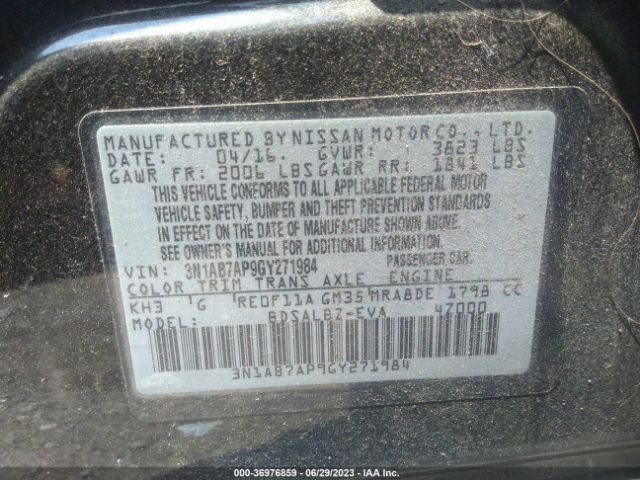 MANUFACTURED BY NISSAN MOTOR CO., LTD.
DATE: 04/16. GVWR: 3823 LBS
GAWR FR: 2006 LBS GAWR RR: 1841 LBS
THIS VEHICLE CONFORMS TO ALL APPLICABLE FEDERAL MOTOR
VEHICLE SAFETY, BUMPER AND THEFT PREVENTION STANDARDS
IN EFFECT ON THE DATE OF MANUFACTURE SHOWN ABOVE.
SEE OWNER'S MANUAL FOR ADDITIONAL INFORMATION
VIN: 3N1AB7AP9GY271984 PASSENGER CAR
COLOR TRIM TRANS AXLE ENGINE
KH3 G RE0F11A GM35 MRA8DE 1798 CC
MODEL: BDSALBZ-EVA 47000
3N1AB7AP9GY271984
000-36976859 - 06/29/2023 - IAA Inc.